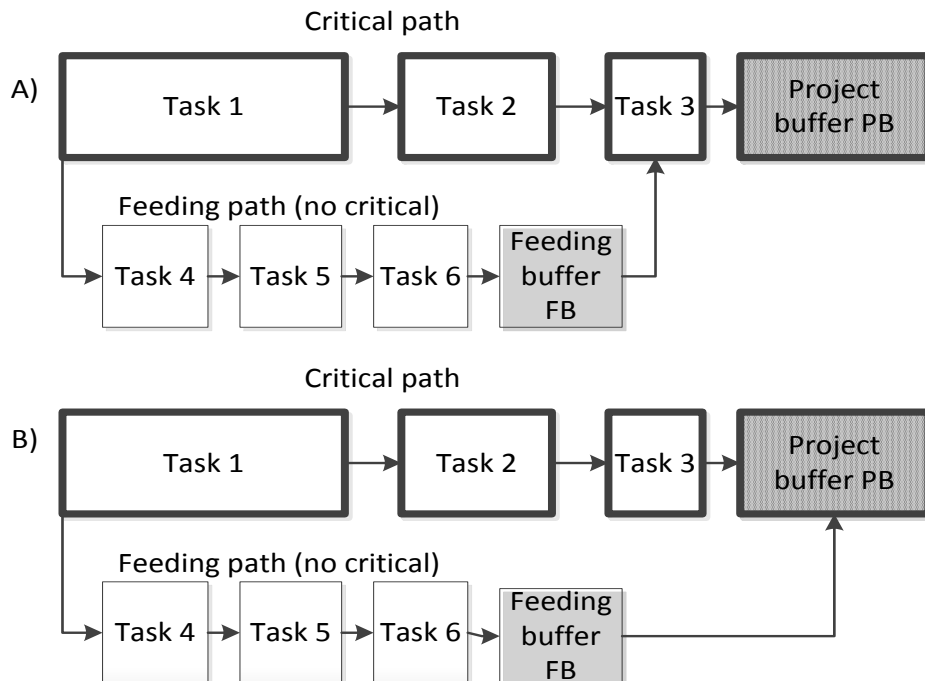 Critical path
A)
Task 1
Task 2
Task 3
Project
buffer PB
Feeding path (no critical)
Task 4
Task 5
Task 6
Feeding
buffer
FB
Critical path
B)
Task 1
Task 2
Task 3
Project
buffer PB
Feeding path (no critical)
Task 4
Task 5
Task 6
Feeding
buffer
FB